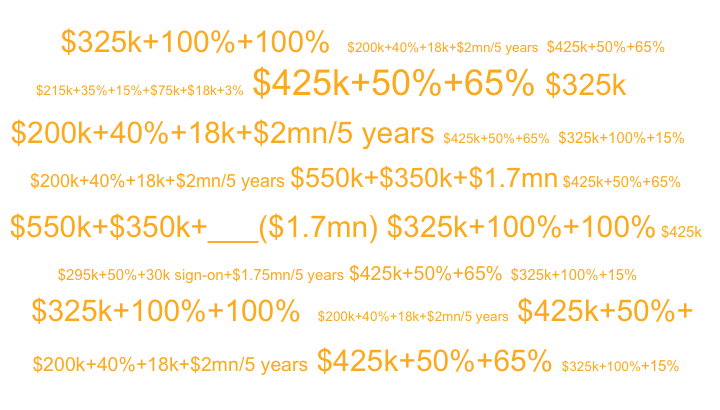 $325k+100%+100% $200k+40%+18k+$2mn/5 years $425k+50%+65%
$215k+35%+15%+$75k+$18k+3% $425k+50%+65% $325k
$200k+40%+18k+$2mn/5 years $425k+50%+65% $325k+100%+15%
$200k+40%+18k+$2mn/5 years $550k+$350k+$1.7mn $425k+50%+65%
$550k+$350k+___($1.7mn) $325k+100%+100% $425k
$295k+50%+30k sign-on+$1.75mn/5 years $425k+50%+65% $325k+100%+15%
$325k+100%+100% $200k+40%+18k+$2mn/5 years $425k+50%+
$200k+40%+18k+$2mn/5 years $425k+50%+65% $325k+100%+15%